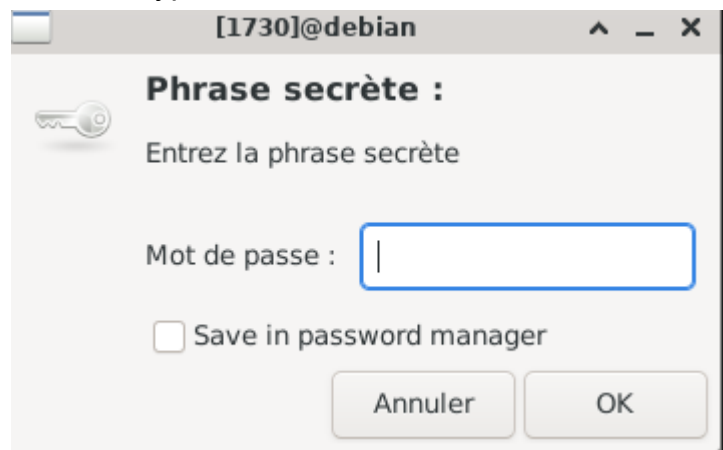 [1730]@debian
Phrase secrète :
Entrez la phrase secrète
Mot de passe :
Save in password manager
Annuler OK